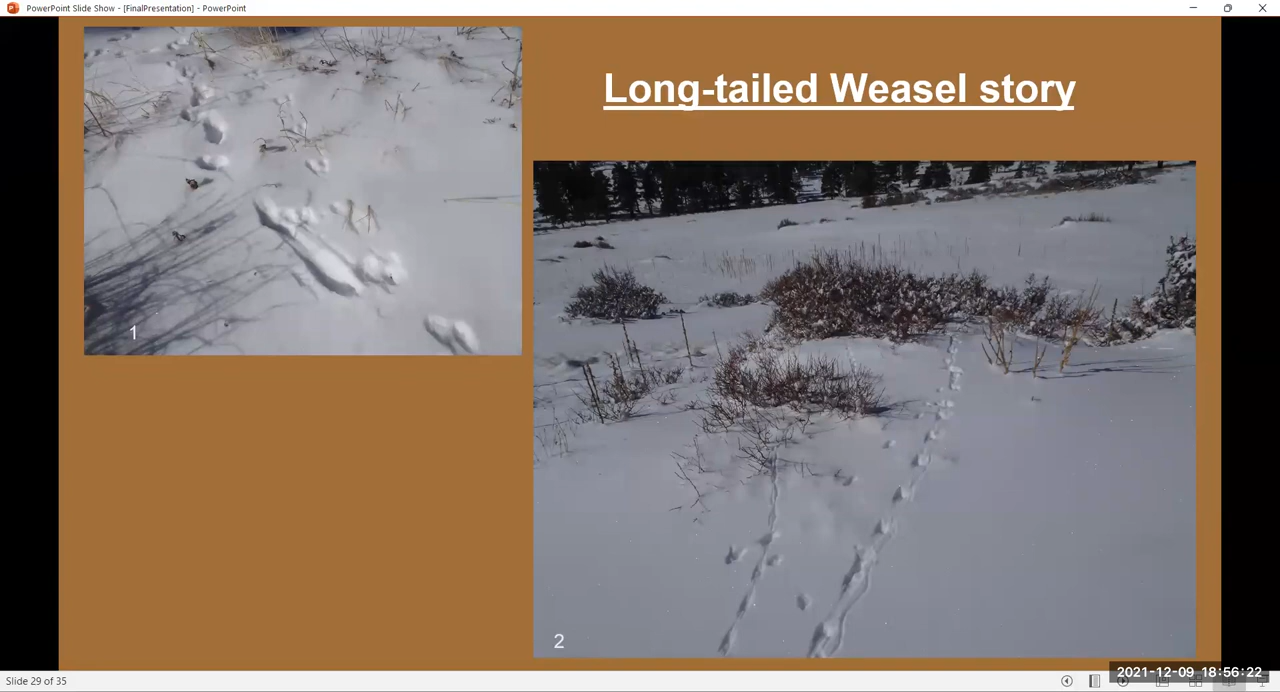 PowerPoint Slide Show - [FinalPresentation] - PowerPoint
Long-tailed Weasel story
1
2
Slide 29 of 35
2021-12-09 18:56:22